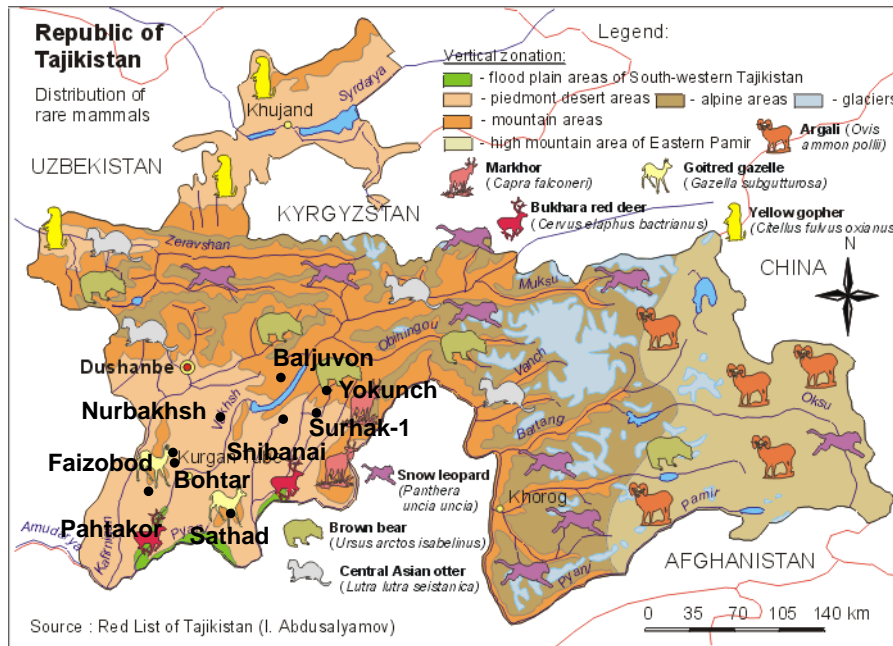 Republic of
Tajikistan
Distribution of
rare mammals
Legend:
Vertical zonation:
- flood plain areas of South-western Tajikistan
- piedmont desert areas
- alpine areas
- glaciers
- mountain areas
- high mountain area of Eastern Pamir
Argali (Ovis
ammon pollii)
Markhor
(Capra falconeri)
Goitred gazelle
(Gazella subgutturosa)
Bukhara red deer
(Cervus elaphus bactrianus)
Yellow gopher
(Citellus fulvus oxianus)
N
Khujand
Syrdarya
UZBEKISTAN
KYRGYZSTAN
CHINA
Zeravshan
Muksu
Obihingou
Vanch
Dushanbe
Baljuvon
Yokunch
Nurbakhsh
Vakhsh
Surhak-1
Shibanai
Bartang
Oksu
Faizobod
Kurgan Tube
Bohtar
Snow leopard
(Panthera
uncia uncia)
Khorog
Pamir
Pahtakor
Sathad
Amudarya
Kafirnigan
Pyanj
Brown bear
(Ursus arctos isabelinus)
Central Asian otter
(Lutra lutra seistanica)
Pyanj
AFGHANISTAN
0 35 70 105 140 km
Source : Red List of Tajikistan (I. Abdusalyamov)